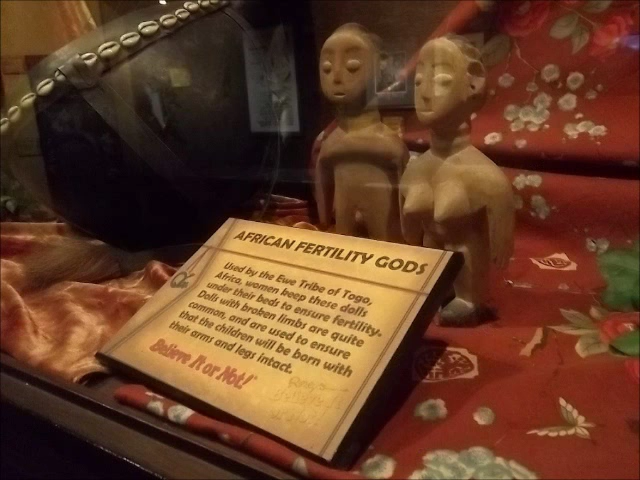 AFRICAN FERTILITY GODS
Used by the Ewe Tribe of Togo,
Africa, women keep these dolls
under their beds to ensure fertility.
Dolls with broken limbs are quite
common, and are used to ensure
that the children will be born with
their arms and legs intact.
Believe It or Not!